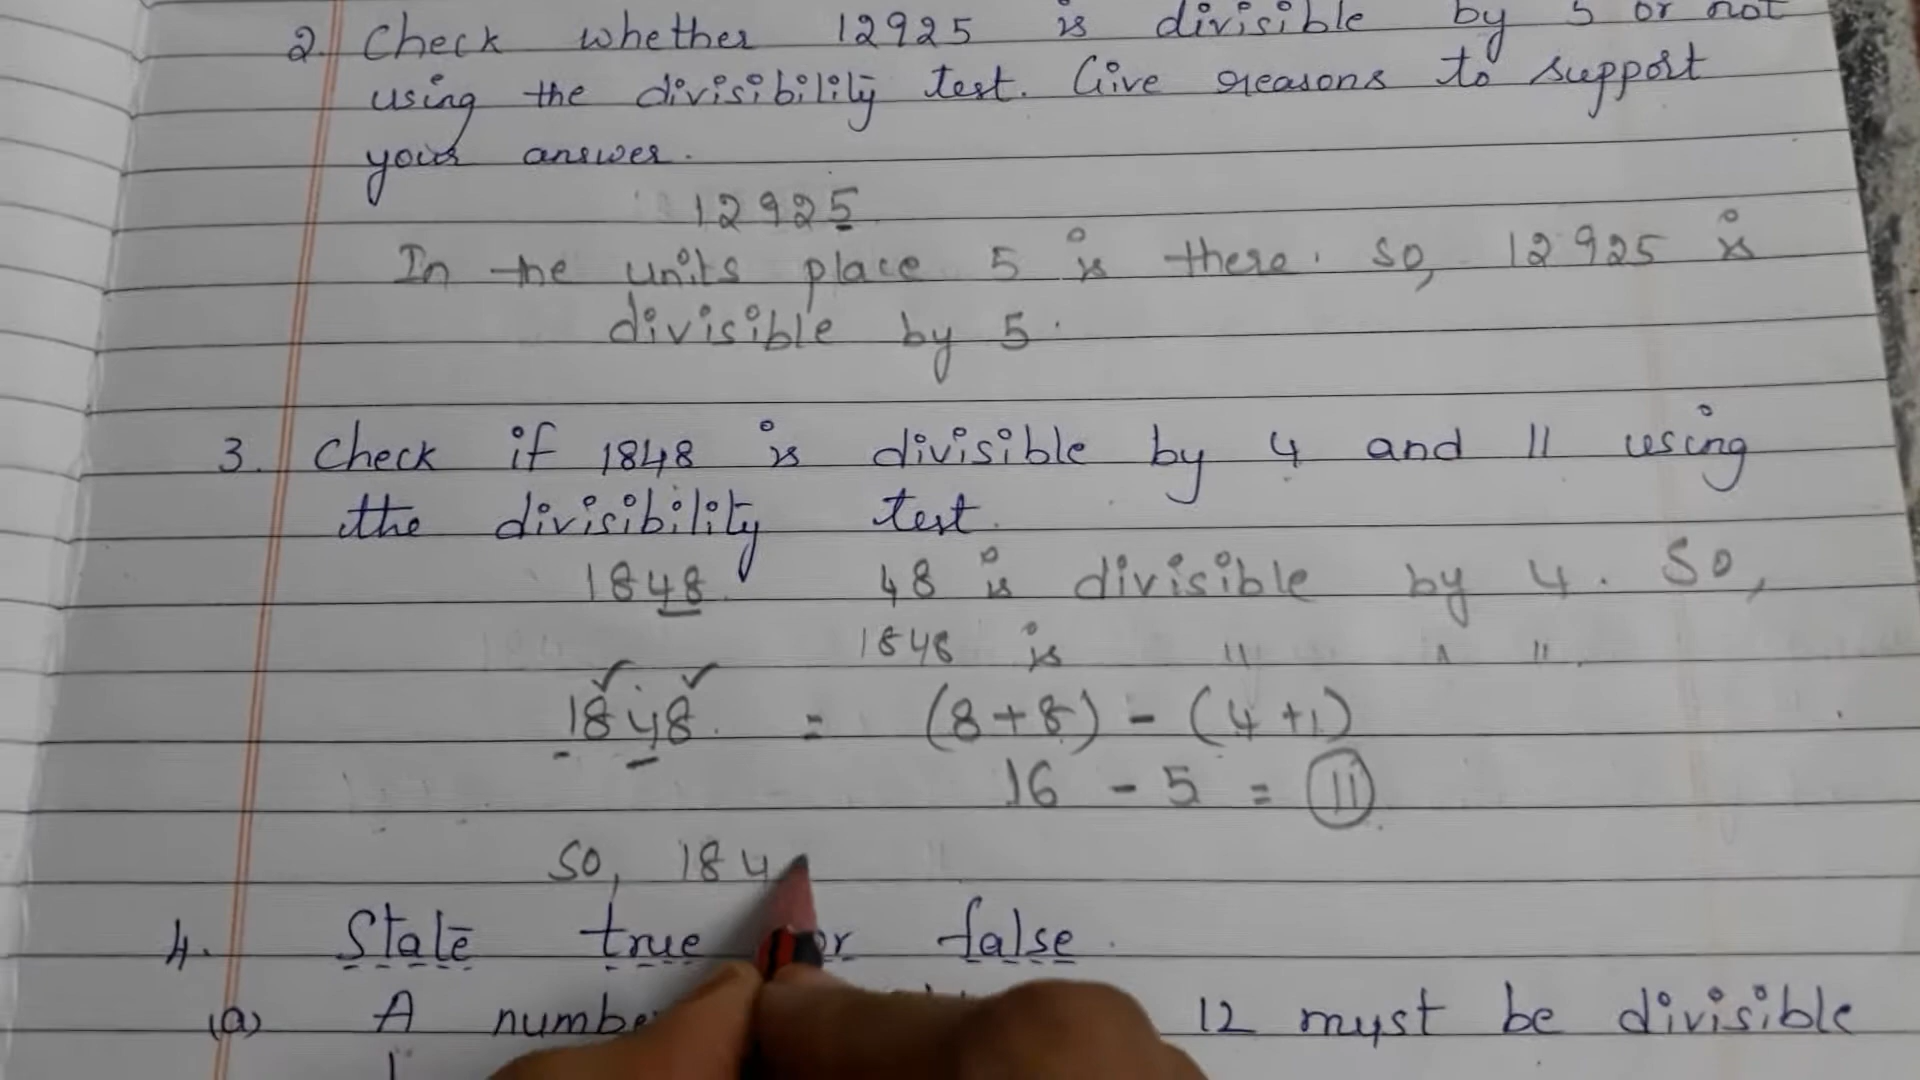 2. Check whether 12925 is divisible by 5 or not
using the divisibility test. Give reasons to support
your answer.
12925
In the units place 5 is there. So, 12925 is
divisible by 5.
3. Check if 1848 is divisible by 4 and 11 using
the divisibility test.
1848 48 is divisible by 4. So,
1848 is " " "
1848 = (8+8) - (4+1)
16 - 5 = 11
So, 184
4. State true or false.
(a) A 12 must be divisible